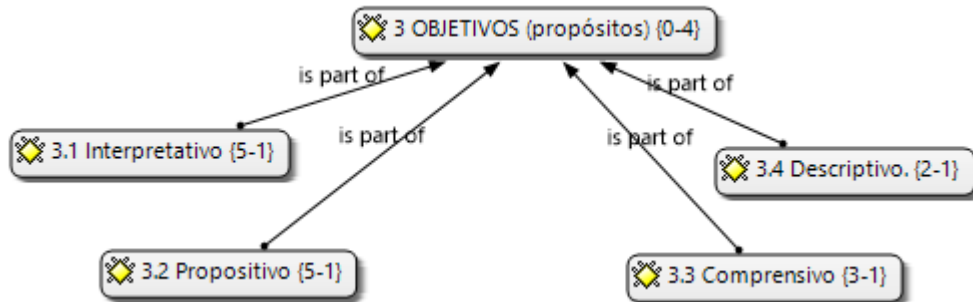 3 OBJETIVOS (propósitos) {0-4}
is part of
is part of
is part of
is part of
3.1 Interpretativo {5-1}
3.4 Descriptivo. {2-1}
3.2 Propositivo {5-1}
3.3 Comprensivo {3-1}